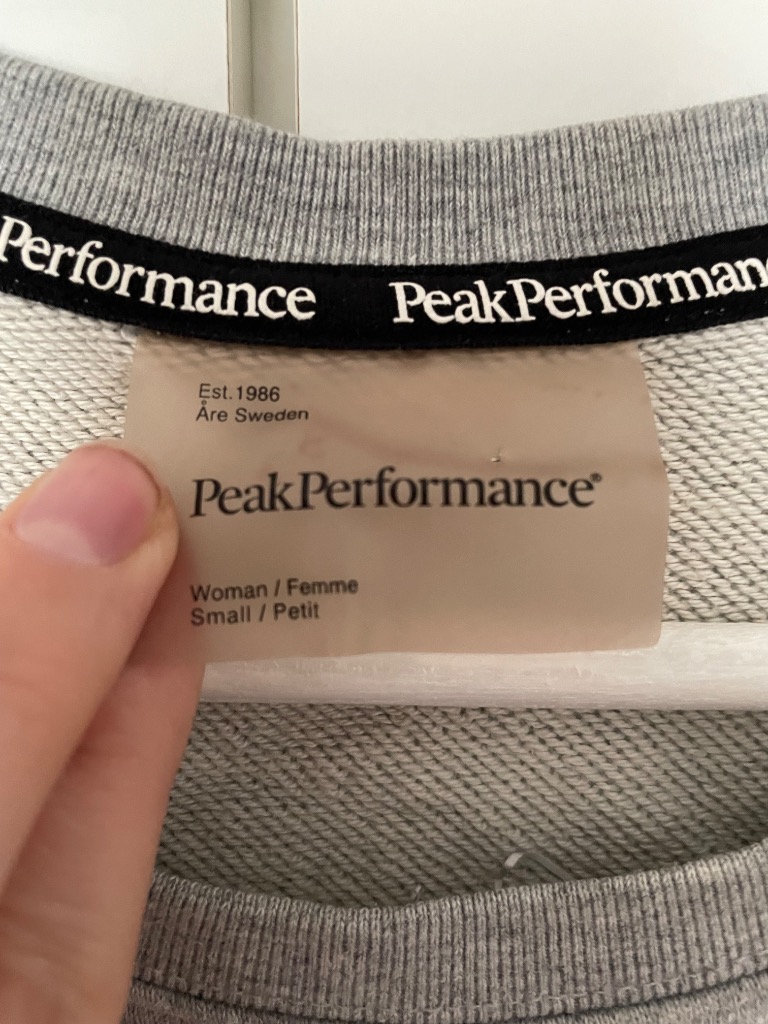 Performance PeakPerforman
Est.1986
Åre Sweden
PeakPerformance®
Woman / Femme
Small / Petit